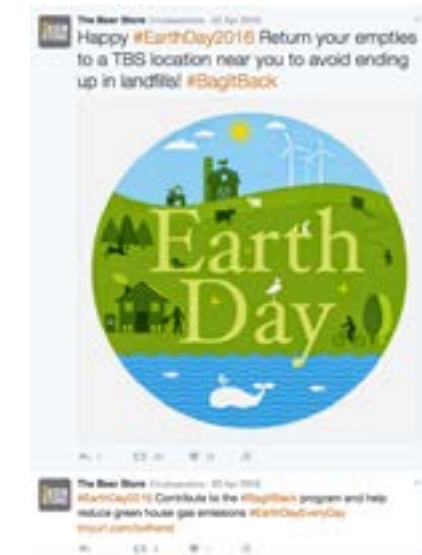 The Beer Store
Happy #EarthDay2016 Return your empties
to a TBS location near you to avoid ending
up in landfills! #BagitBack
Earth
Day
The Beer Store
#EarthDay2016 Contribute to the #BagitBack program and help
reduce green house gas emissions #EarthDayEveryDay